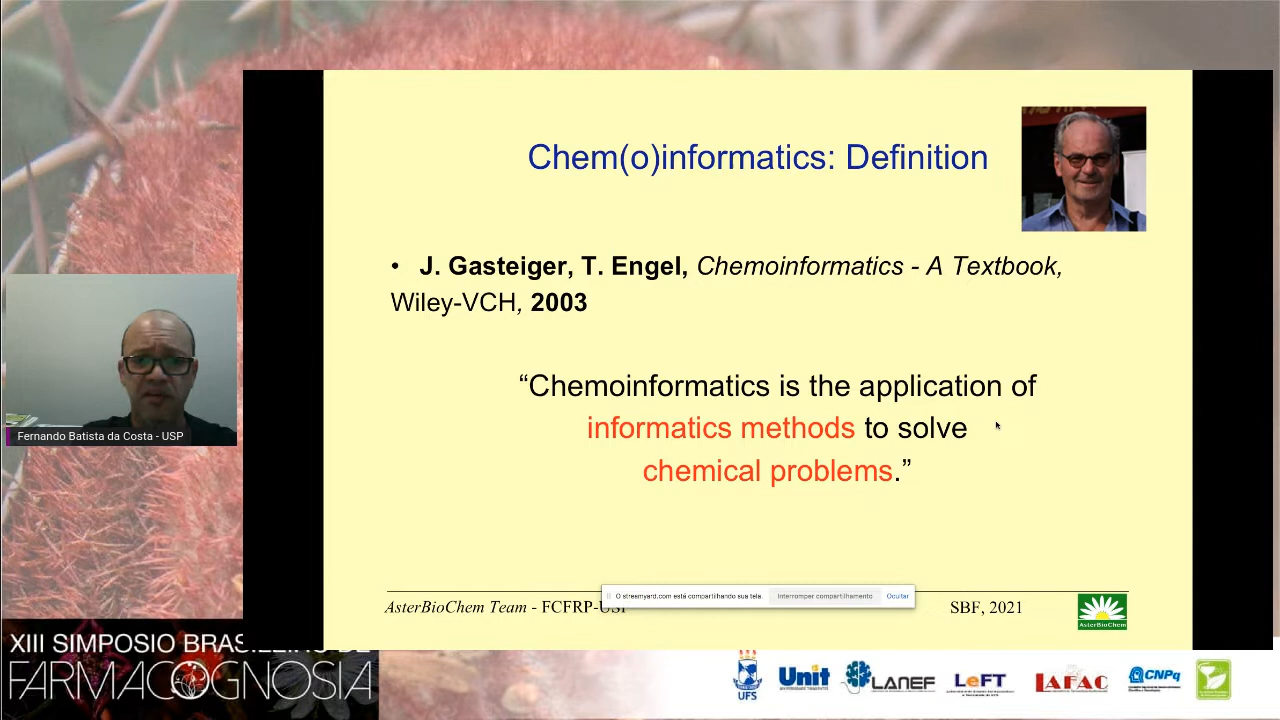 Chem(o)informatics: Definition
• J. Gasteiger, T. Engel, Chemoinformatics - A Textbook,
Wiley-VCH, 2003
“Chemoinformatics is the application of
informatics methods to solve
chemical problems.”
Fernando Batista da Costa - USP
O streamyard.com está compartilhando sua tela.
Interromper compartilhamento
Ocultar
AsterBioChem Team - FCFRP-USP
SBF, 2021
AsterBioChem
XIII SIMPOSIO BRASILEIRO DE
FARMACOGNOSIA
UFS
Unit
LANEF
LeFT
LAFAC
CNPq